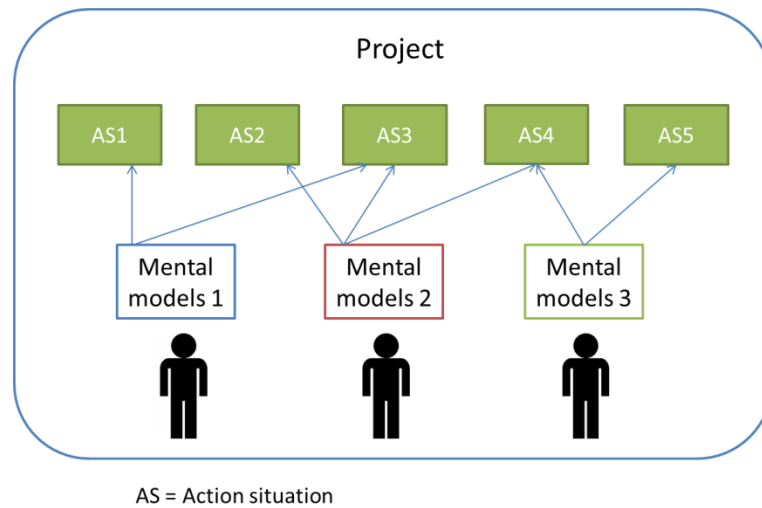 Project
AS1
AS2
AS3
AS4
AS5
Mental
models 1
Mental
models 2
Mental
models 3
AS = Action situation